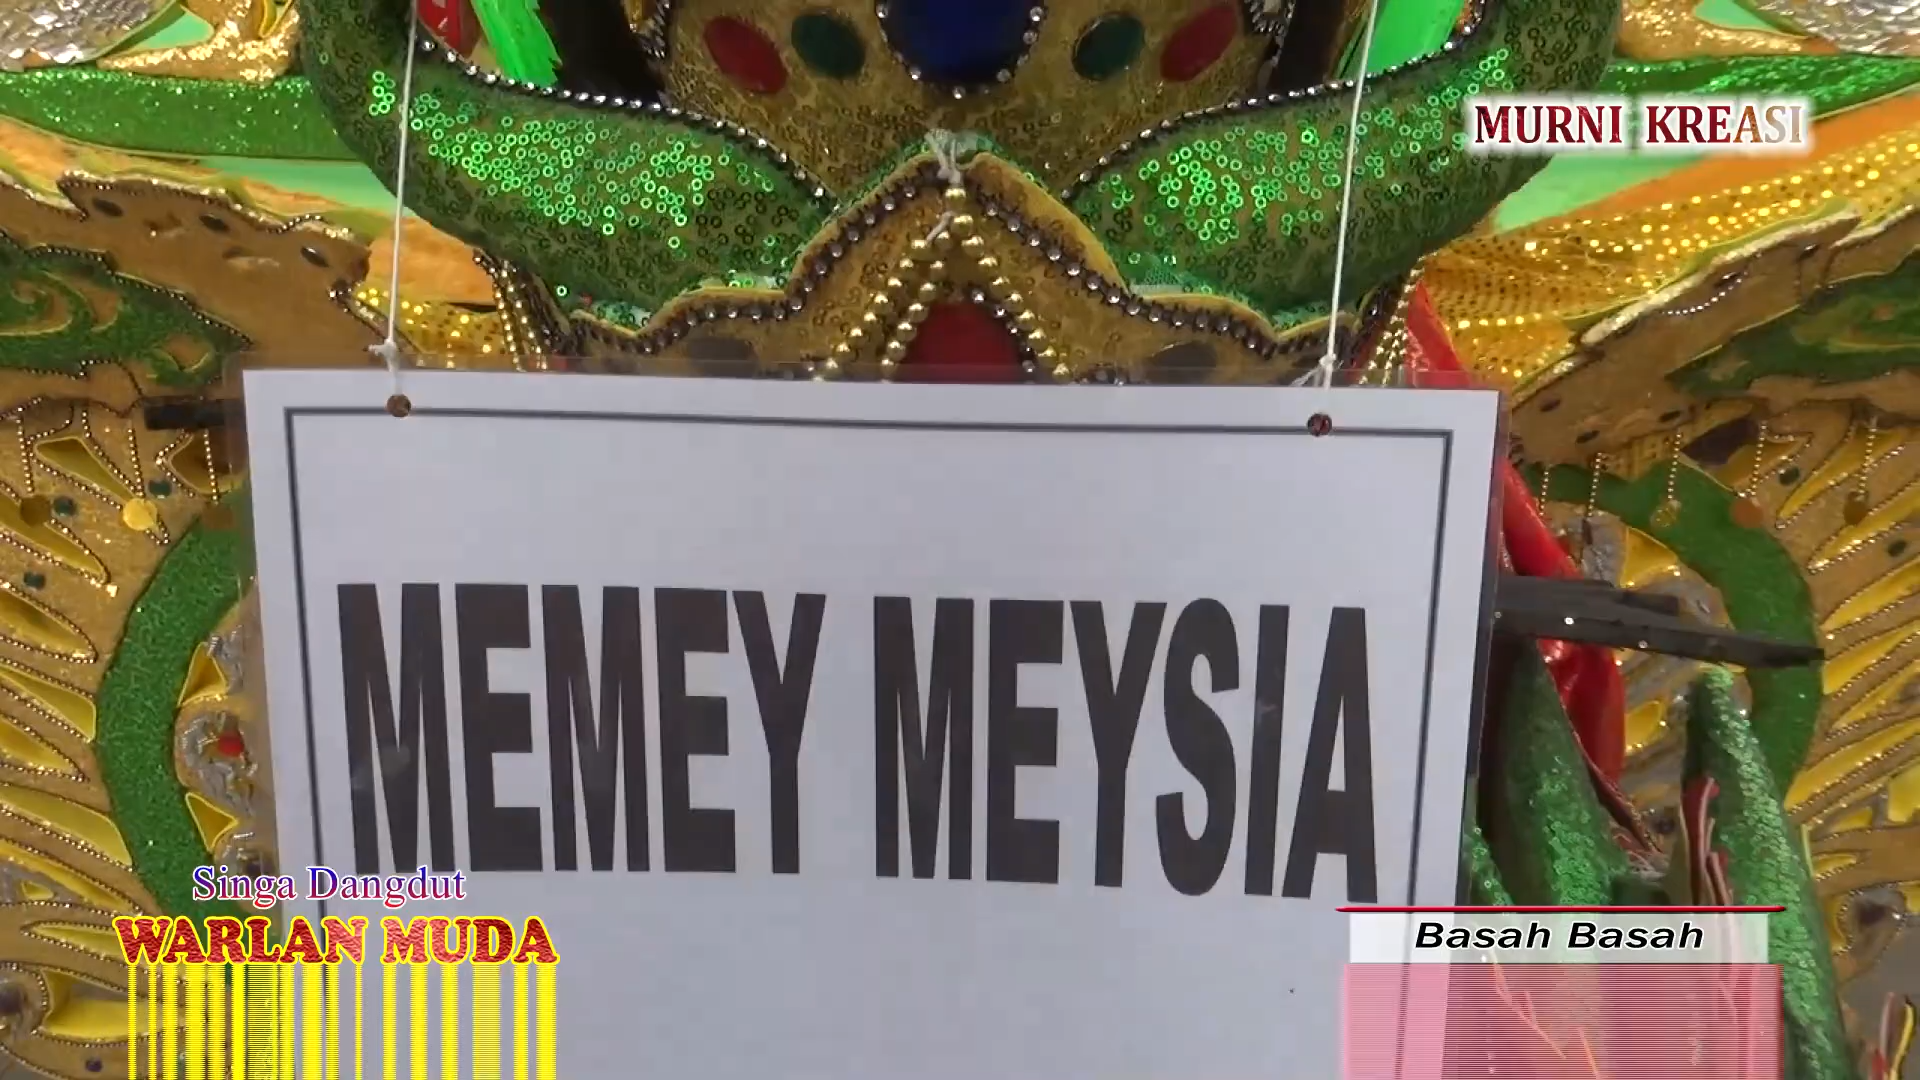 MURNI KREASI
MEMEY MEYSIA
Singa Dangdut
WARLAN MUDA
Basah Basah